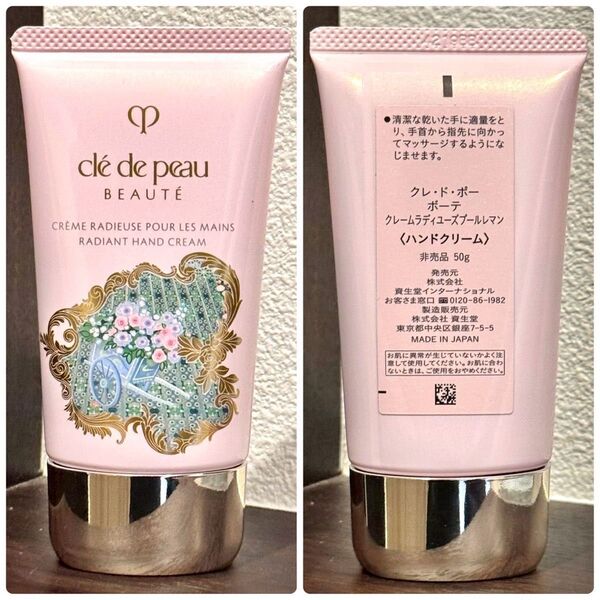 clé de peau
BEAUTÉ
CRÈME RADIEUSE POUR LES MAINS
RADIANT HAND CREAM
●清潔な乾いた手に適量をと
り、手首から指先に向かっ
てマッサージするようにな
じませます。
クレ・ド・ポー
ボーテ
クレームラディユーズプールレマン
〈ハンドクリーム〉
非売品 50g
発売元
株式会社
資生堂インターナショナル
お客さま窓口 0120-86-1982
製造販売元
株式会社 資生堂
東京都中央区銀座7-5-5
MADE IN JAPAN
お肌に異常が生じていないかよく注
意して使用してください。お肌に合わ
ないときは、ご使用をおやめください。